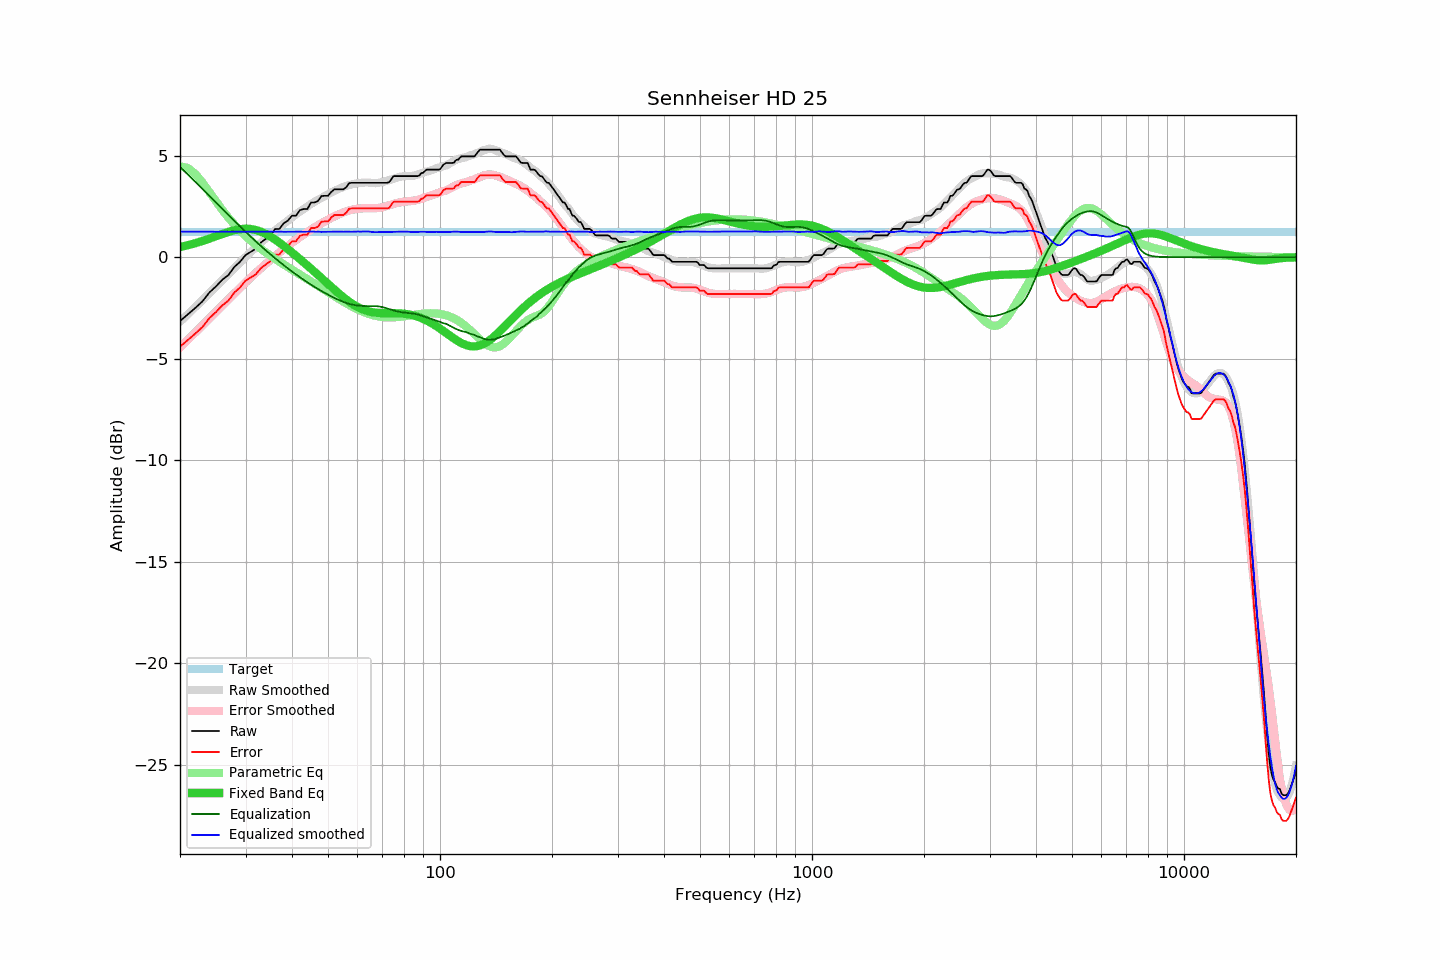 Sennheiser HD 25
5
0
−5
−10
−15
−20
−25
Amplitude (dBr)
Target
Raw Smoothed
Error Smoothed
Raw
Error
Parametric Eq
Fixed Band Eq
Equalization
Equalized smoothed
100
1000
10000
Frequency (Hz)